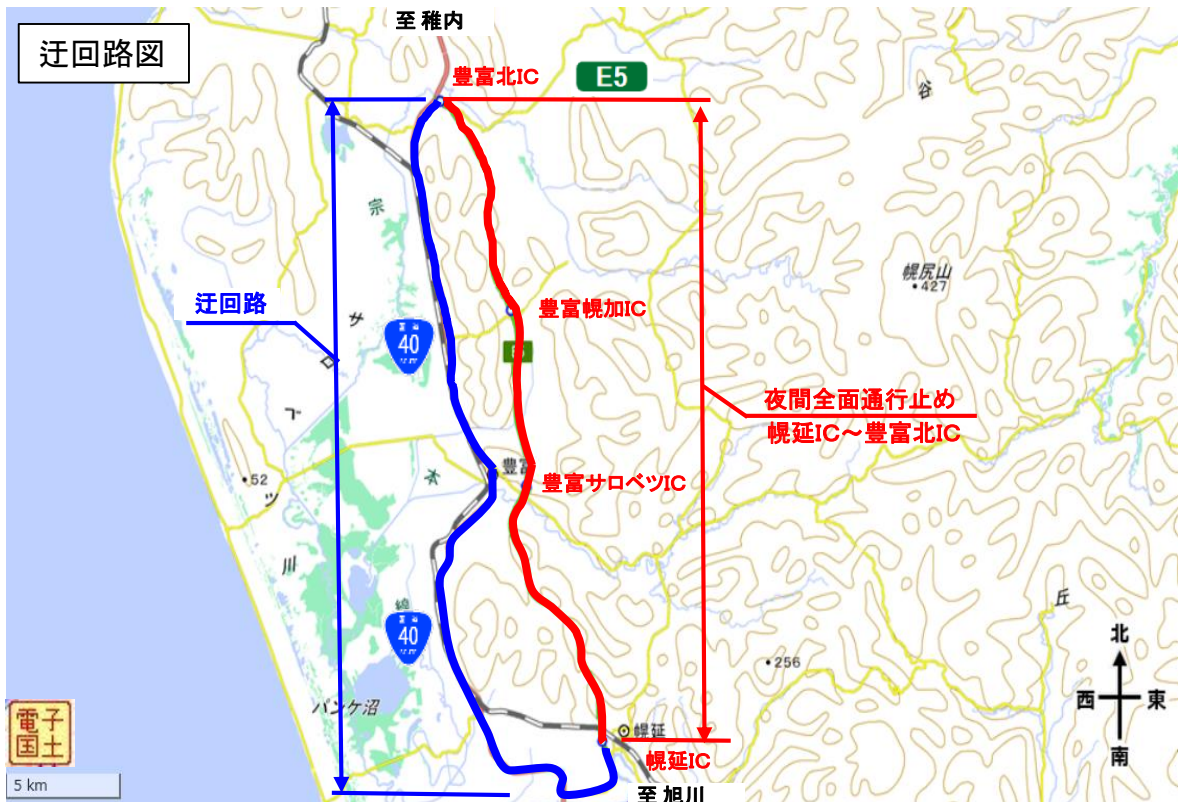 迂回路図
至 稚内
豊富北IC
E5
谷
宗
幌尻山
427
迂回路
サ
ロ
ベ
ツ
川
40
豊富幌加IC
夜間全面通行止め
幌延IC~豊富北IC
52
本
豊富
豊富サロベツIC
線
40
丘
256
パンケ沼
幌延
幌延IC
至 旭川
北
西
東
南
電子
国土
5 km